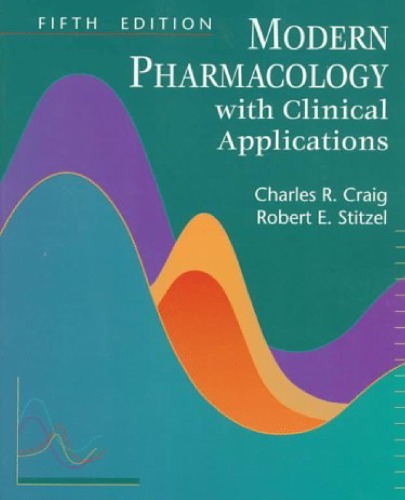 FIFTH EDITION
MODERN
PHARMACOLOGY
with Clinical
Applications
Charles R. Craig
Robert E. Stitzel